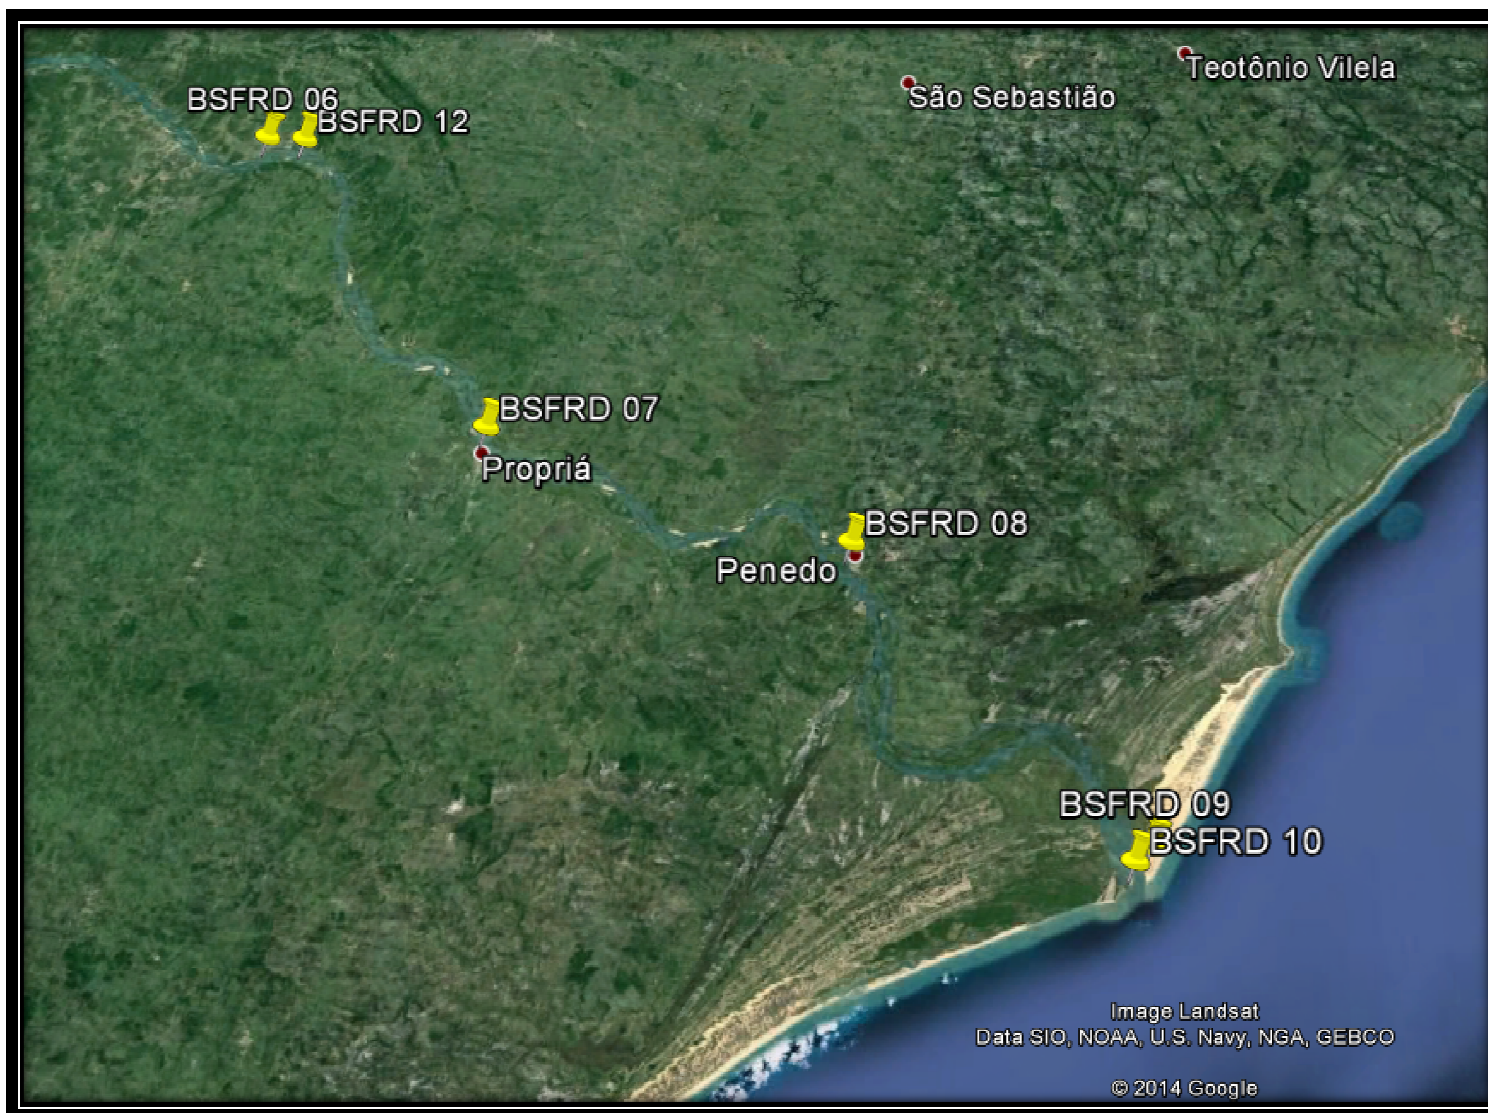 Teotônio Vilela
São Sebastião
BSFRD 06
BSFRD 12
BSFRD 07
Propriá
BSFRD 08
Penedo
BSFRD 09
BSFRD 10
Image Landsat
Data SIO, NOAA, U.S. Navy, NGA, GEBCO
© 2014 Google